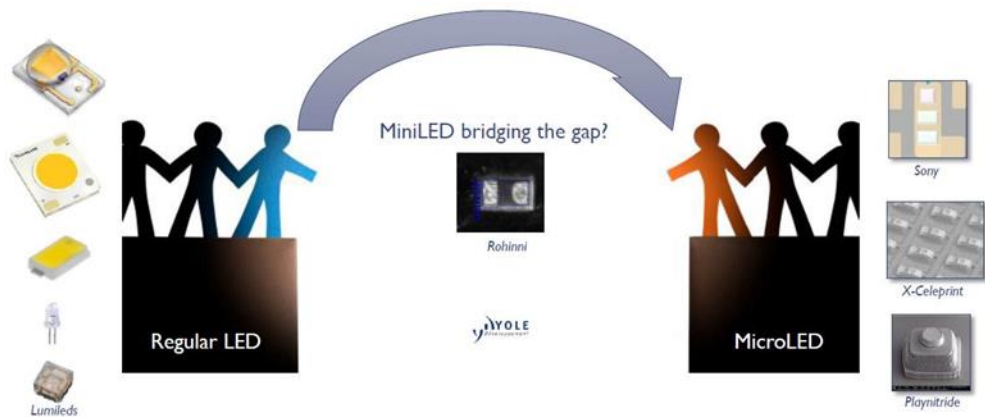 MiniLED bridging the gap?
Rohinni
Regular LED
Lumileds
YOLE
MicroLED
Sony
X-Celeprint
Playnitride